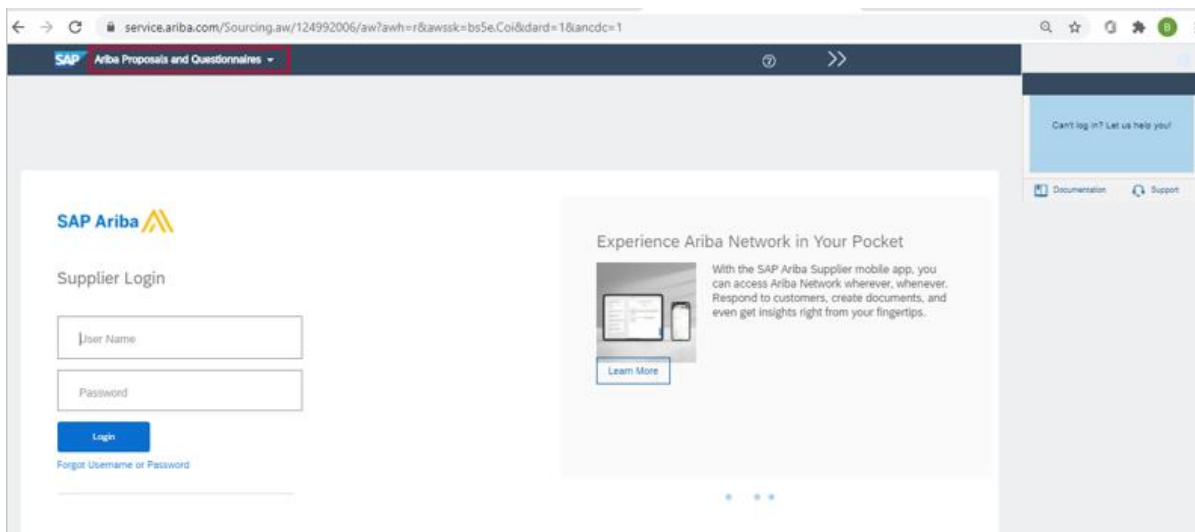 service.ariba.com/Sourcing.aw/124992006/aw?awh=r&awssk=bs5e.Coi&dard=1&ancdc=1
B
SAP Ariba Proposals and Questionnaires
?
Can't log in? Let us help you!
Documentation Support
SAP Ariba
Supplier Login
User Name
Password
Login
Forgot Username or Password
Experience Ariba Network in Your Pocket
With the SAP Ariba Supplier mobile app, you
can access Ariba Network wherever, whenever.
Respond to customers, create documents, and
even get insights right from your fingertips.
Learn More